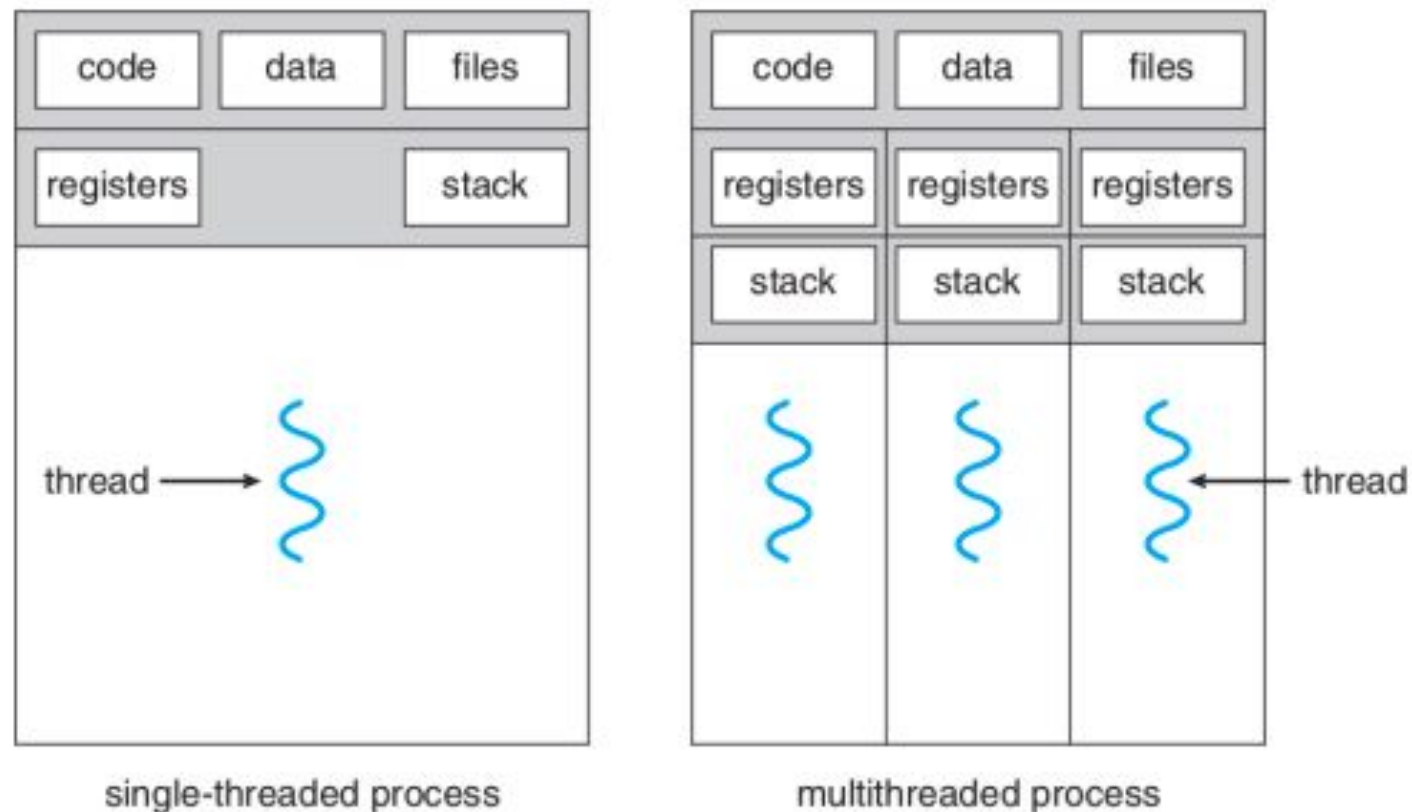 code data files code data files
registers stack registers registers registers
stack stack stack
thread thread
single-threaded process multithreaded process